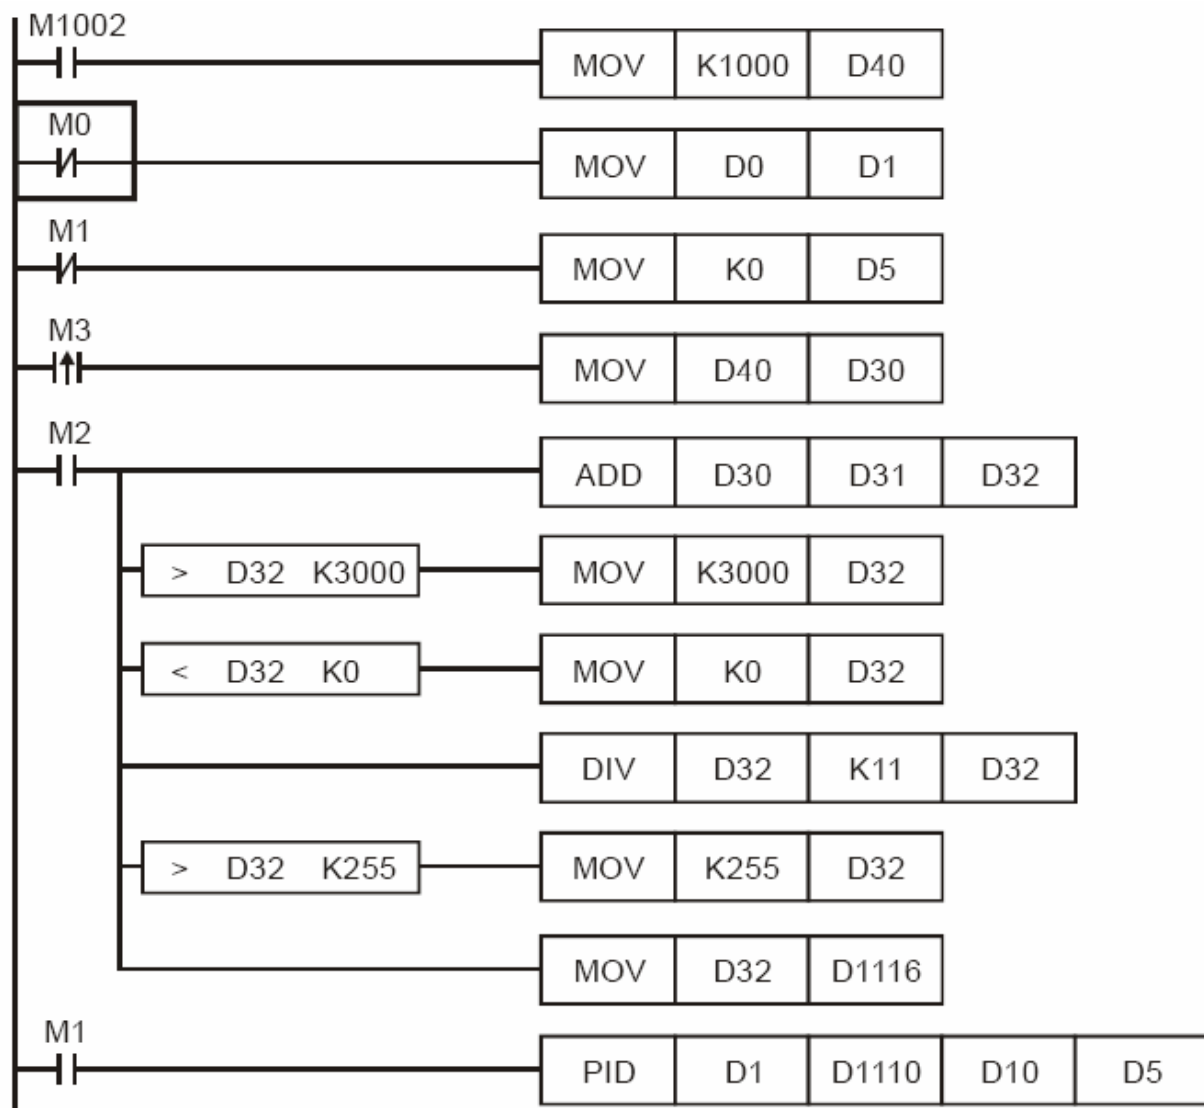 M1002
MOV K1000 D40
M0
MOV D0 D1
M1
MOV K0 D5
M3
MOV D40 D30
M2
ADD D30 D31 D32
> D32 K3000 MOV K3000 D32
< D32 K0 MOV K0 D32
DIV D32 K11 D32
> D32 K255 MOV K255 D32
MOV D32 D1116
M1
PID D1 D1110 D10 D5